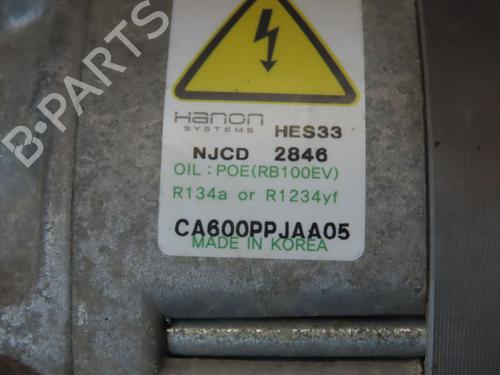 B-PARTS
Hanon
SYSTEMS HES33
NJCD 2846
OIL : POE(RB100EV)
R134a or R1234yf
CA600PPJAA05
MADE IN KOREA